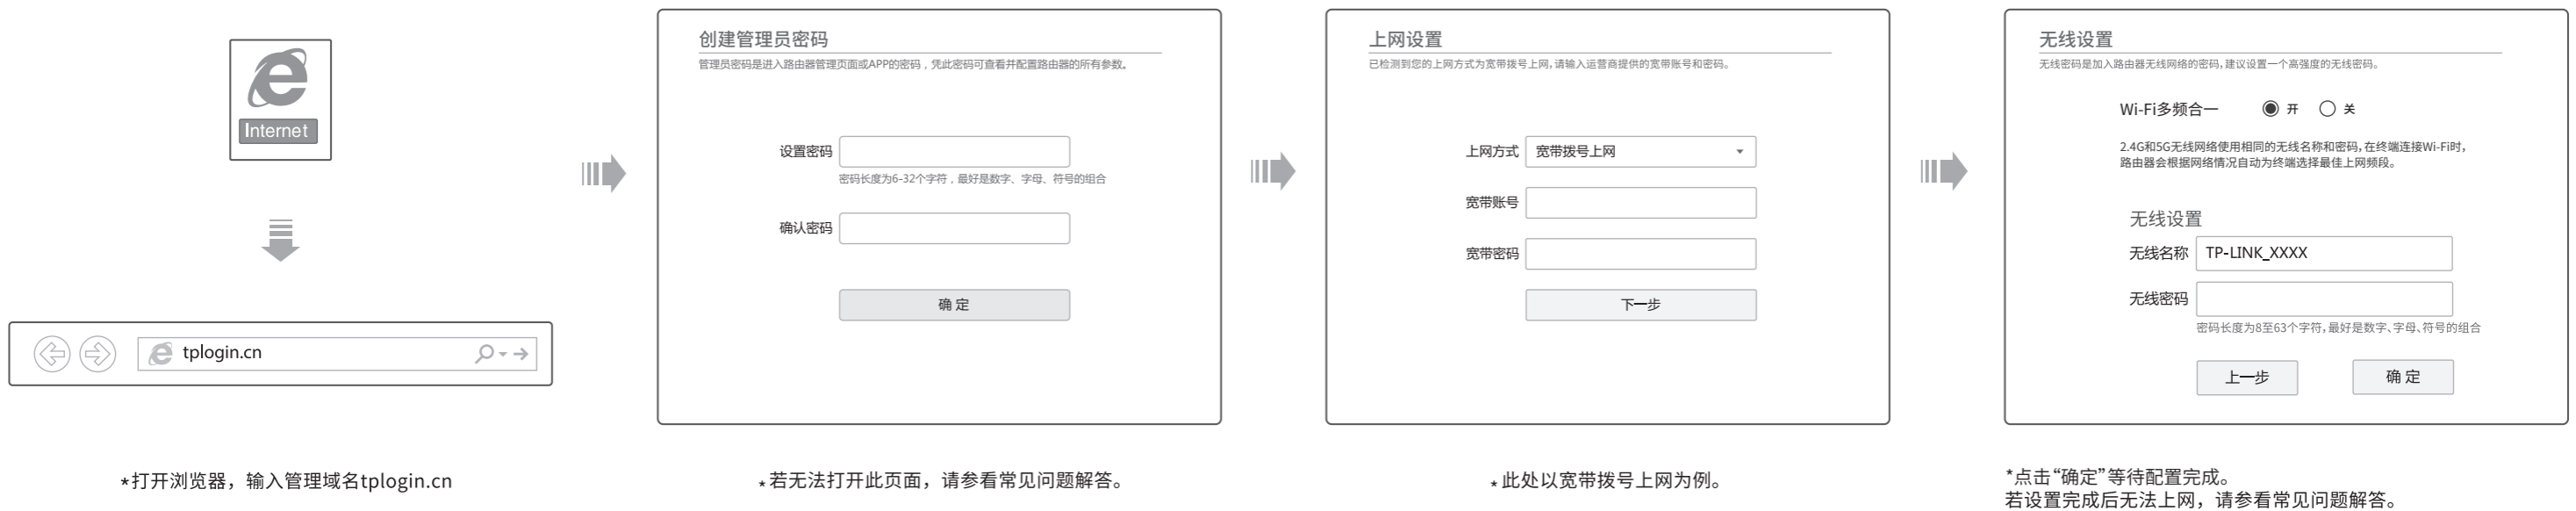 Internet
tplogin.cn
*打开浏览器，输入管理域名tplogin.cn
创建管理员密码
管理员密码是进入路由器管理页面或APP的密码，凭此密码可查看并配置路由器的所有参数。
设置密码
密码长度为6-32个字符，最好是数字、字母、符号的组合
确认密码
确 定
*若无法打开此页面，请参看常见问题解答。
上网设置
已检测到您的上网方式为宽带拨号上网，请输入运营商提供的宽带账号和密码。
上网方式 宽带拨号上网
宽带账号
宽带密码
下一步
*此处以宽带拨号上网为例。
无线设置
无线密码是加入路由器无线网络的密码，建议设置一个高强度的无线密码。
Wi-Fi多频合一 开 关
2.4G和5G无线网络使用相同的无线名称和密码，在终端连接Wi-Fi时，
路由器会根据网络情况自动为终端选择最佳上网频段。
无线设置
无线名称 TP-LINK_XXXX
无线密码
密码长度为8至63个字符，最好是数字、字母、符号的组合
上一步 确 定
*点击“确定”等待配置完成。
若设置完成后无法上网，请参看常见问题解答。